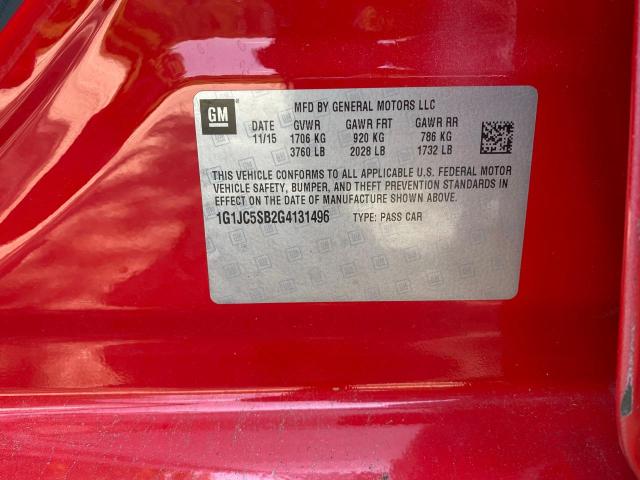 GM
MFD BY GENERAL MOTORS LLC
DATE GVWR GAWR FRT GAWR RR
11/15 1706 KG 920 KG 786 KG
3760 LB 2028 LB 1732 LB
THIS VEHICLE CONFORMS TO ALL APPLICABLE U.S. FEDERAL MOTOR
VEHICLE SAFETY, BUMPER, AND THEFT PREVENTION STANDARDS IN
EFFECT ON THE DATE OF MANUFACTURE SHOWN ABOVE.
1G1JC5SB2G4131496 TYPE: PASS CAR